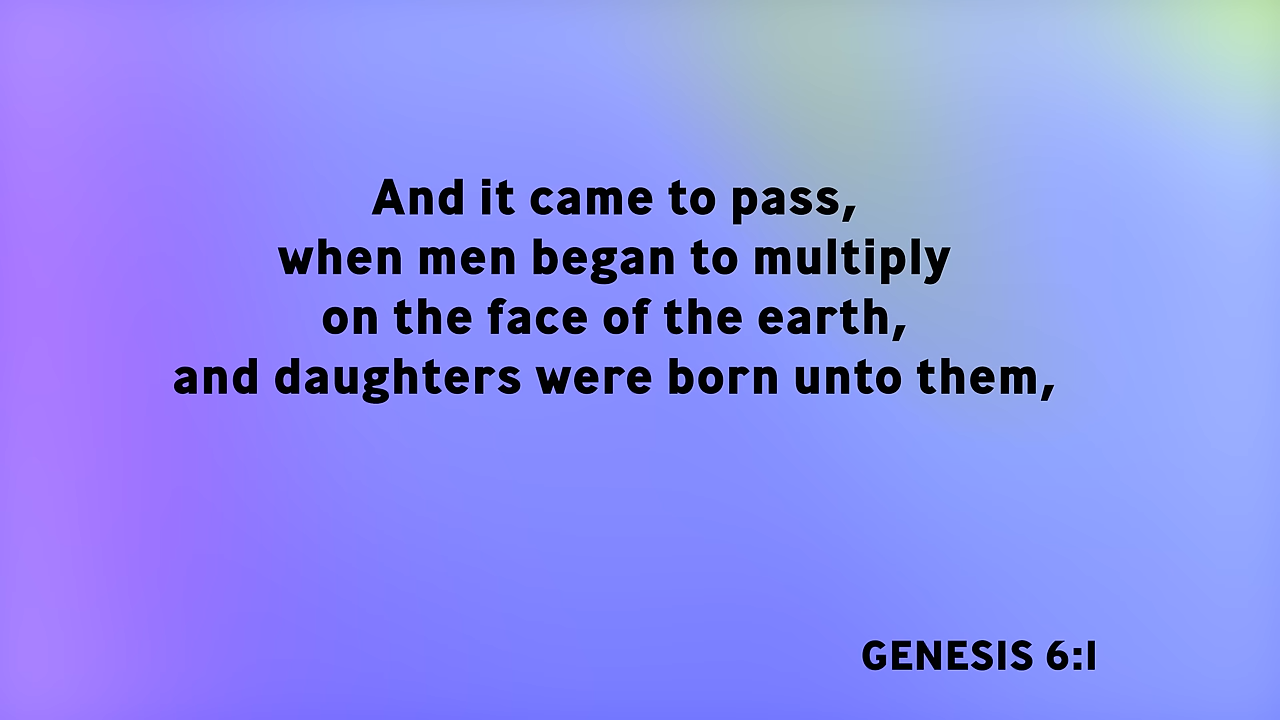 And it came to pass,
when men began to multiply
on the face of the earth,
and daughters were born unto them,
GENESIS 6:1